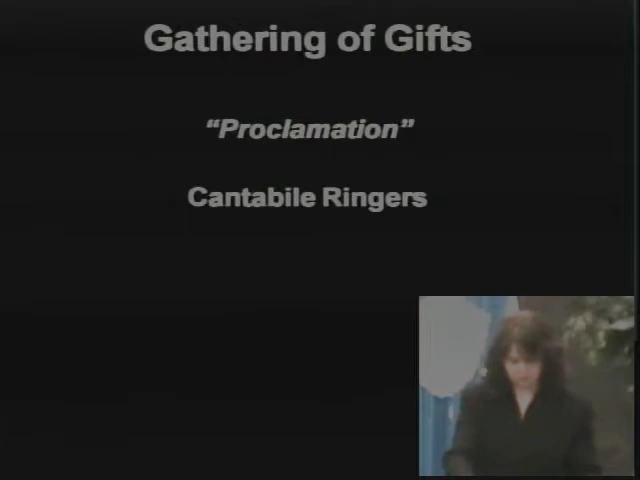 Gathering of Gifts
“Proclamation”
Cantabile Ringers